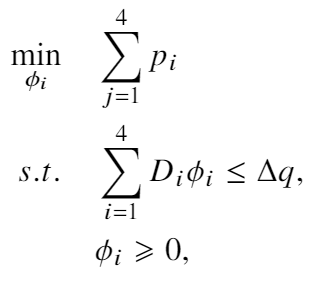 min_{ϕ_i} ∑_{j=1}^{4} p_i
s.t. ∑_{i=1}^{4} D_i ϕ_i ≤ Δq,
ϕ_i ⩾ 0,